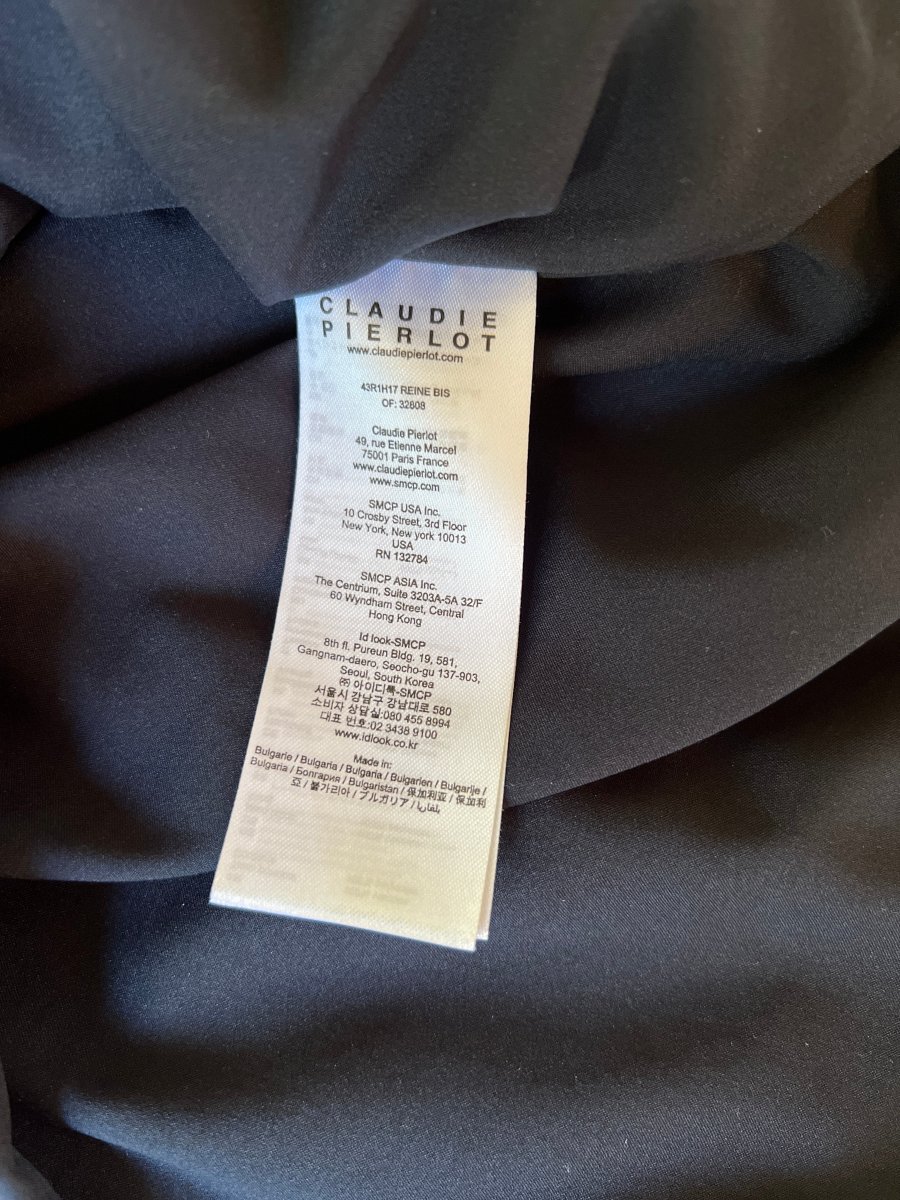 CLAUDIE
PIERLOT
www.claudiepierlot.com
43R1H17 REINE BIS
OF: 32608
Claudie Pierlot
49, rue Etienne Marcel
75001 Paris France
www.claudiepierlot.com
www.smcp.com
SMCP USA Inc.
10 Crosby Street, 3rd Floor
New York, New york 10013
USA
RN 132784
SMCP ASIA Inc.
The Centrium, Suite 3203A-5A 32/F
60 Wyndham Street, Central
Hong Kong
Id look-SMCP
8th fl. Pureun Bldg. 19, 581,
Gangnam-daero, Seocho-gu 137-903,
Seoul, South Korea
㈜ 아이디룩-SMCP
서울시 강남구 강남대로 580
소비자 상담실:080 455 8994
대표 번호:02 3438 9100
www.idlook.co.kr
Made in:
Bulgarie / Bulgaria / Bulgaria / Bulgarien / Bulgarije /
Bulgaria / Болгария / Bulgaristan / 保加利亚 / 保加利
亞 / 불가리아 / ブルガリア / بلغاريا